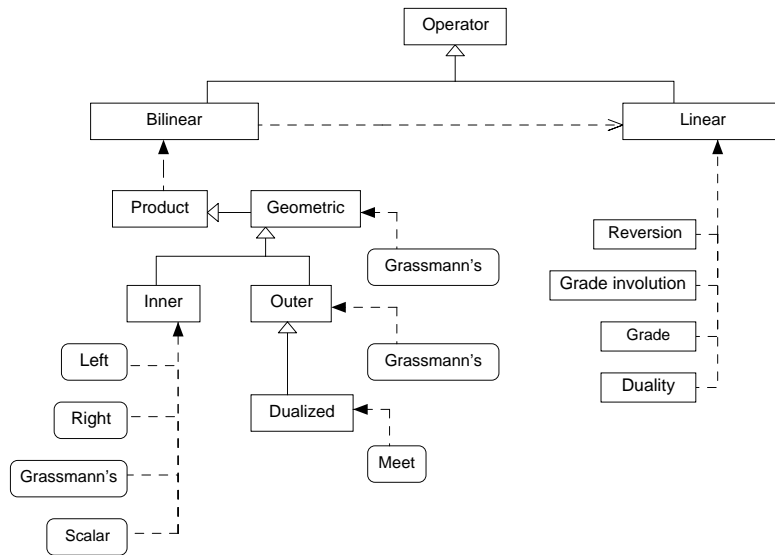 Operator
Bilinear
Linear
Product
Geometric
Reversion
Grassmann's
Grade involution
Inner
Outer
Grade
Left
Grassmann's
Duality
Right
Dualized
Meet
Grassmann's
Scalar